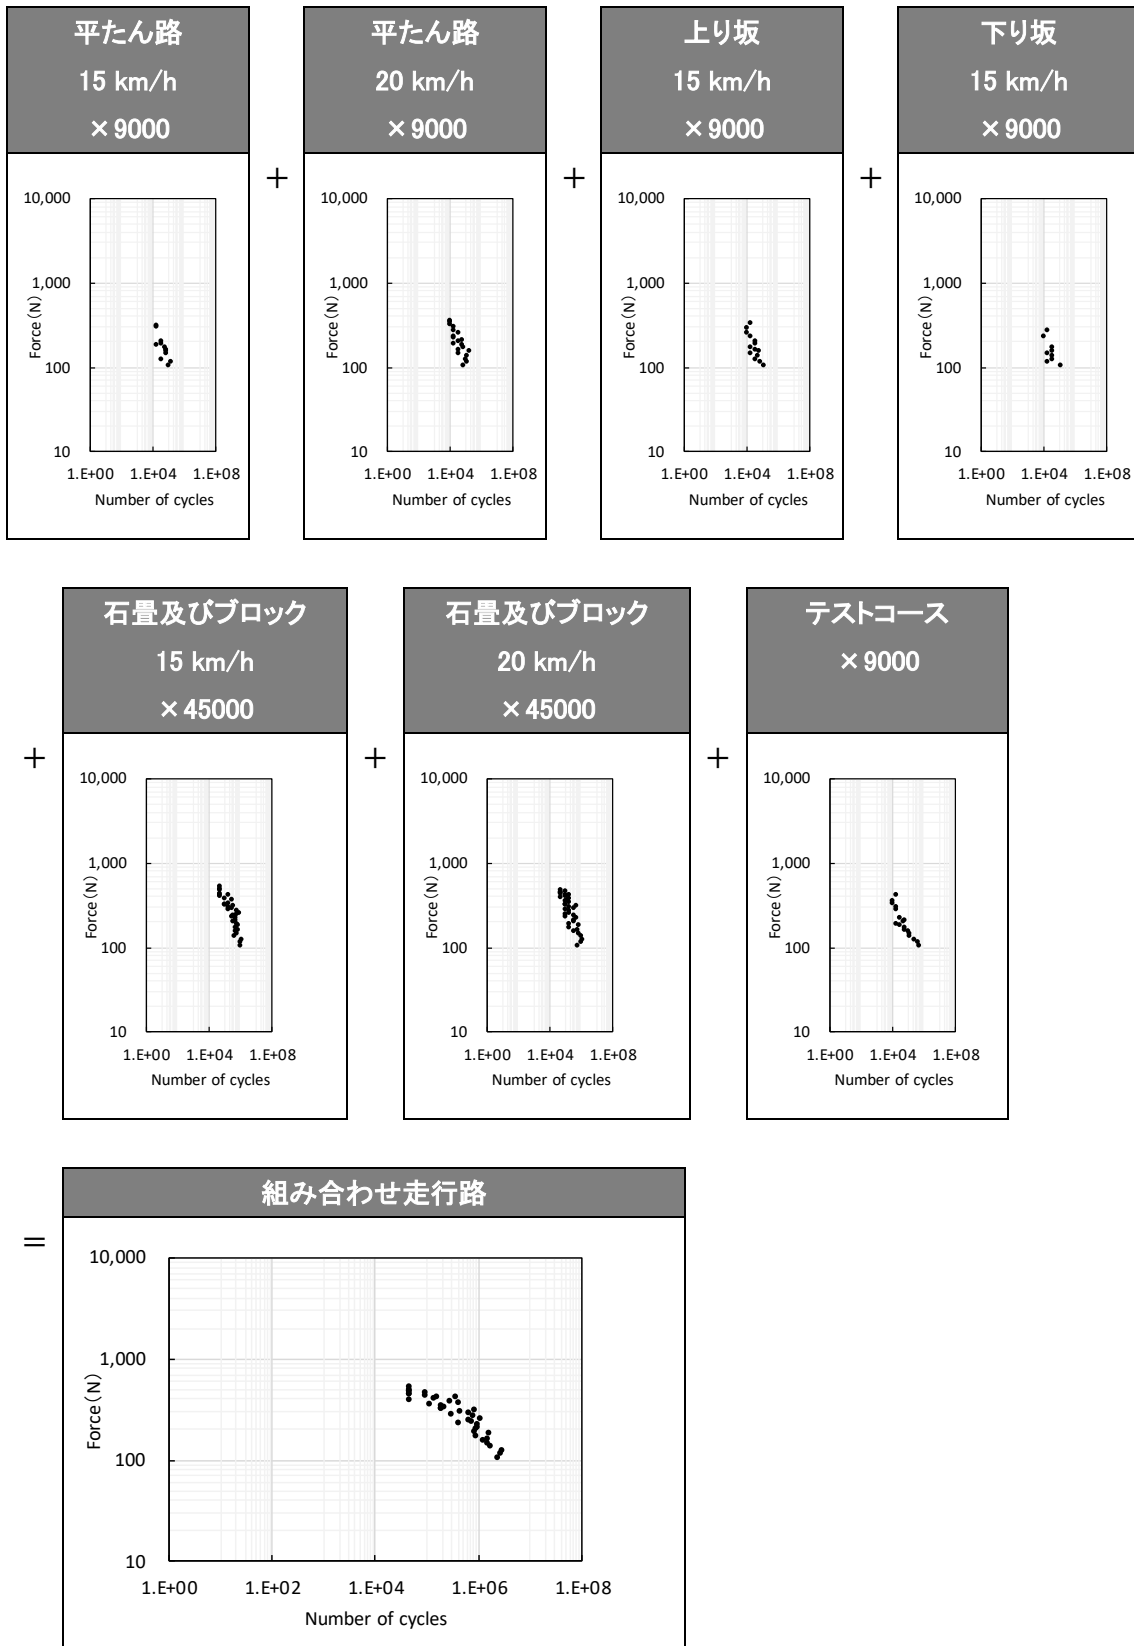 平たん路
15 km/h
×9000
10,000
1,000
100
10
Force(N)
1.E+00 1.E+04 1.E+08
Number of cycles
+
平たん路
20 km/h
×9000
10,000
1,000
100
10
Force(N)
1.E+00 1.E+04 1.E+08
Number of cycles
+
上り坂
15 km/h
×9000
10,000
1,000
100
10
Force(N)
1.E+00 1.E+04 1.E+08
Number of cycles
+
下り坂
15 km/h
×9000
10,000
1,000
100
10
Force(N)
1.E+00 1.E+04 1.E+08
Number of cycles
+
石畳及びブロック
15 km/h
×45000
10,000
1,000
100
10
Force(N)
1.E+00 1.E+04 1.E+08
Number of cycles
+
石畳及びブロック
20 km/h
×45000
10,000
1,000
100
10
Force(N)
1.E+00 1.E+04 1.E+08
Number of cycles
+
テストコース
×9000
10,000
1,000
100
10
Force(N)
1.E+00 1.E+04 1.E+08
Number of cycles
=
組み合わせ走行路
10,000
1,000
100
10
Force(N)
1.E+00 1.E+02 1.E+04 1.E+06 1.E+08
Number of cycles